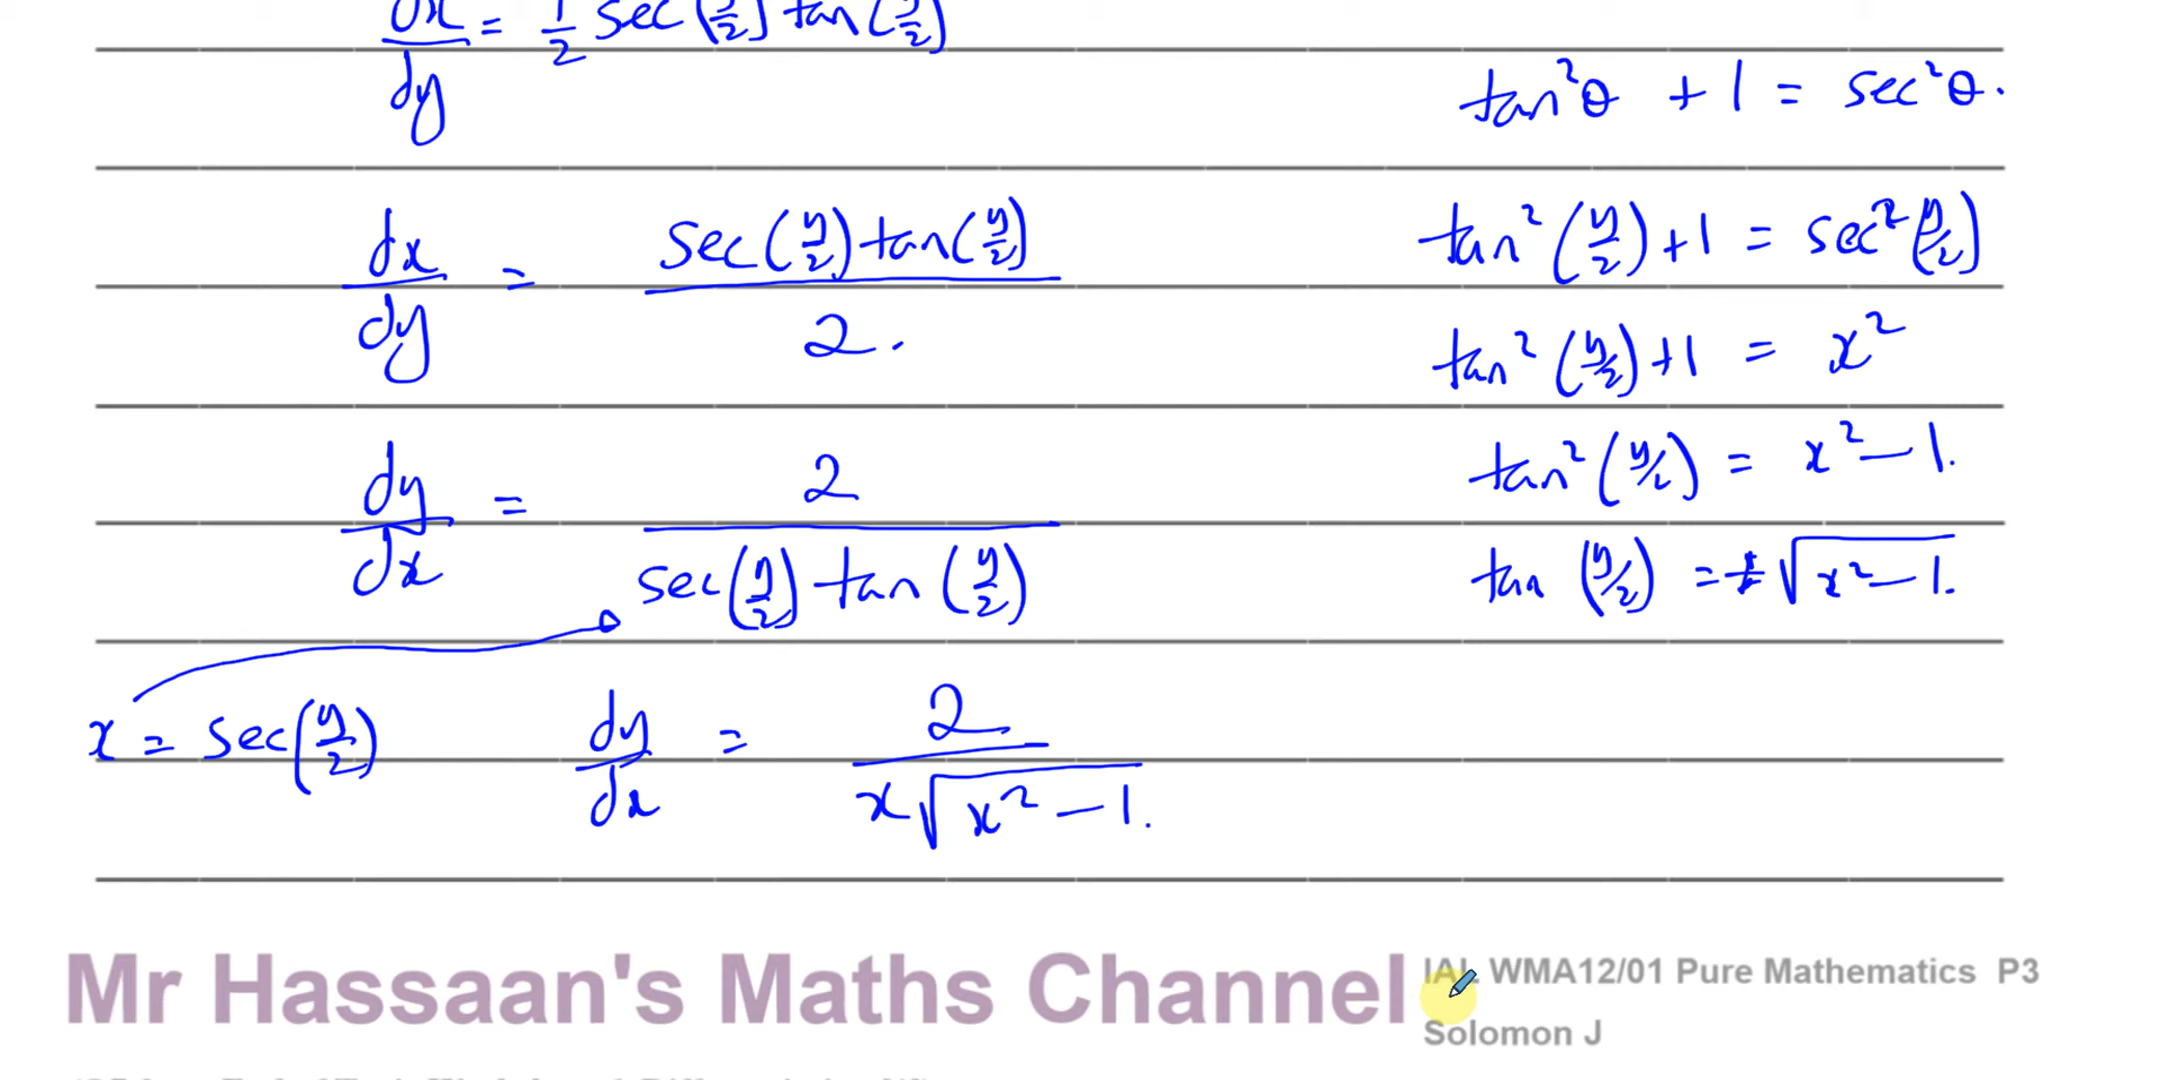 dx/dy = 1/2 sec(y/2) tan(y/2)
tan²θ + 1 = sec²θ.
dx/dy = sec(y/2) tan(y/2) / 2.
tan²(y/2) + 1 = sec²(y/2)
tan²(y/2) + 1 = x²
dy/dx = 2 / sec(y/2) tan(y/2)
tan²(y/2) = x² – 1.
tan (y/2) = ± √x² – 1.
x = sec(y/2)
dy/dx = 2 / x√x² – 1.
Mr Hassaan's Maths Channel
IAL WMA12/01 Pure Mathematics P3
Solomon J